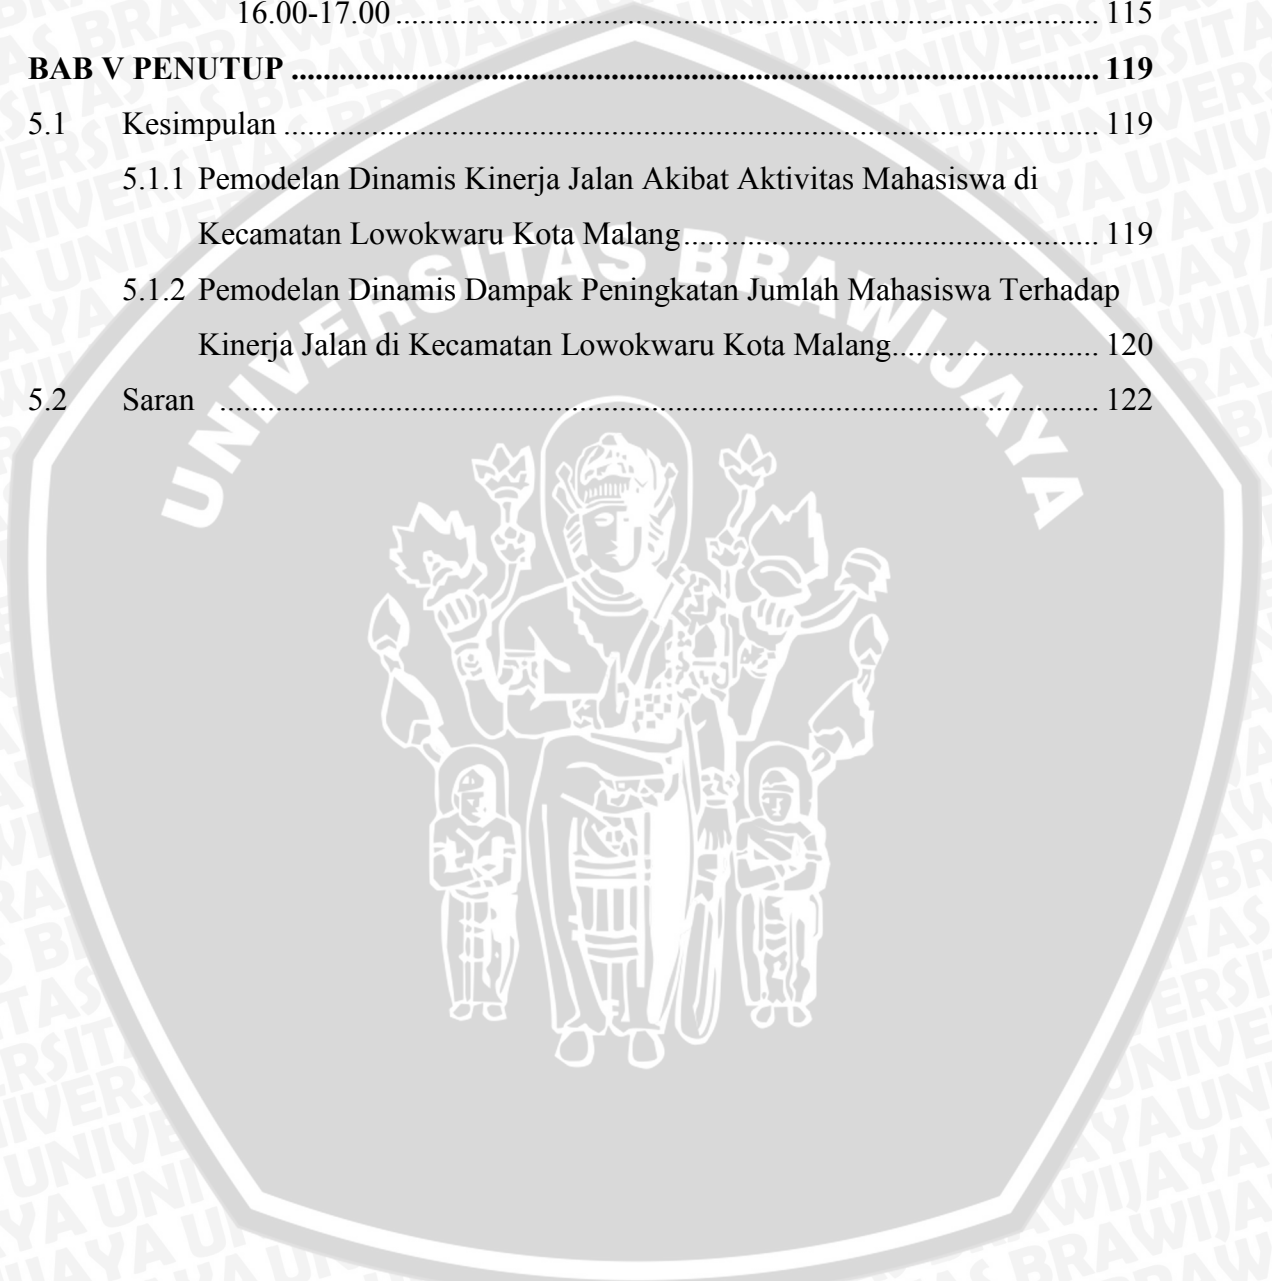 16.00-17.00 ........................................................................................ 115
BAB V PENUTUP ........................................................................................ 119
5.1 Kesimpulan ........................................................................................ 119
5.1.1 Pemodelan Dinamis Kinerja Jalan Akibat Aktivitas Mahasiswa di
Kecamatan Lowokwaru Kota Malang ............................................. 119
5.1.2 Pemodelan Dinamis Dampak Peningkatan Jumlah Mahasiswa Terhadap
Kinerja Jalan di Kecamatan Lowokwaru Kota Malang ...................... 120
5.2 Saran ........................................................................................ 122
UNIVERSITAS BRAWIJAYA